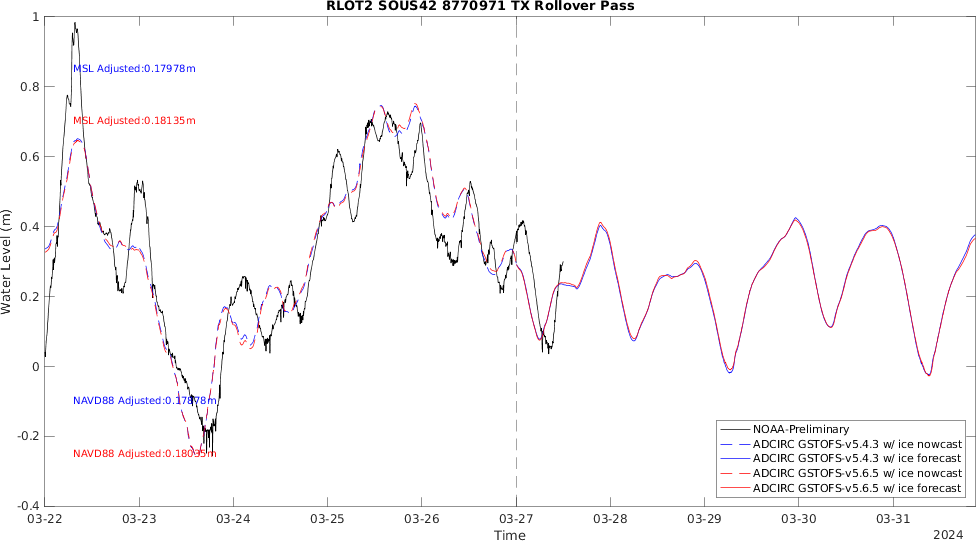 RLOT2 SOUS42 8770971 TX Rollover Pass
1
0.8
0.6
0.4
0.2
0
-0.2
-0.4
Water Level (m)
MSL Adjusted:0.17978m
MSL Adjusted:0.18135m
NAVD88 Adjusted:0.17878m
NAVD88 Adjusted:0.18035m
NOAA-Preliminary
ADCIRC GSTOFS-v5.4.3 w/ ice nowcast
ADCIRC GSTOFS-v5.4.3 w/ ice forecast
ADCIRC GSTOFS-v5.6.5 w/ ice nowcast
ADCIRC GSTOFS-v5.6.5 w/ ice forecast
03-22 03-23 03-24 03-25 03-26 03-27 03-28 03-29 03-30 03-31
Time
2024